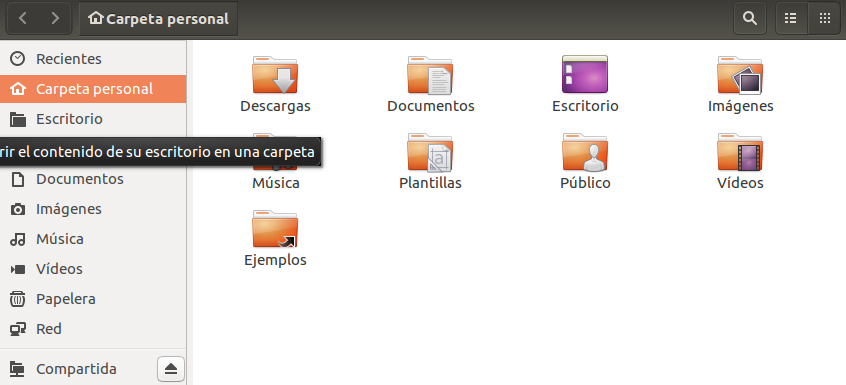 Carpeta personal
Recientes
Carpeta personal
Escritorio
rir el contenido de su escritorio en una carpeta
Documentos
Imágenes
Música
Vídeos
Papelera
Red
Compartida
Descargas
Documentos
Escritorio
Imágenes
Música
Plantillas
Público
Vídeos
Ejemplos